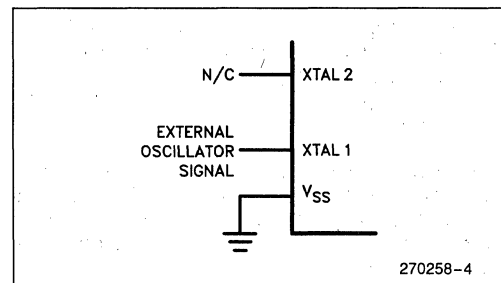 N/C XTAL 2
EXTERNAL
OSCILLATOR XTAL 1
SIGNAL
VSS
270258-4